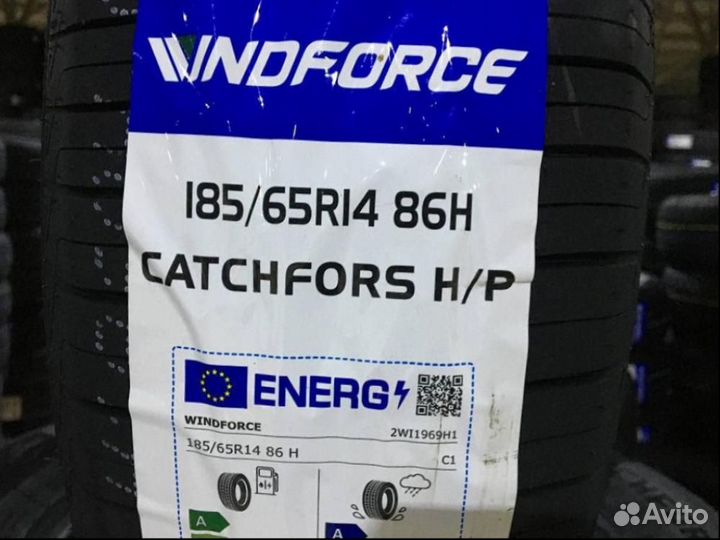 WINDFORCE
185/65R14 86H
CATCHFORS H/P
ENERG
WINDFORCE 2WI1969H1
185/65R14 86 H C1
A A
Avito